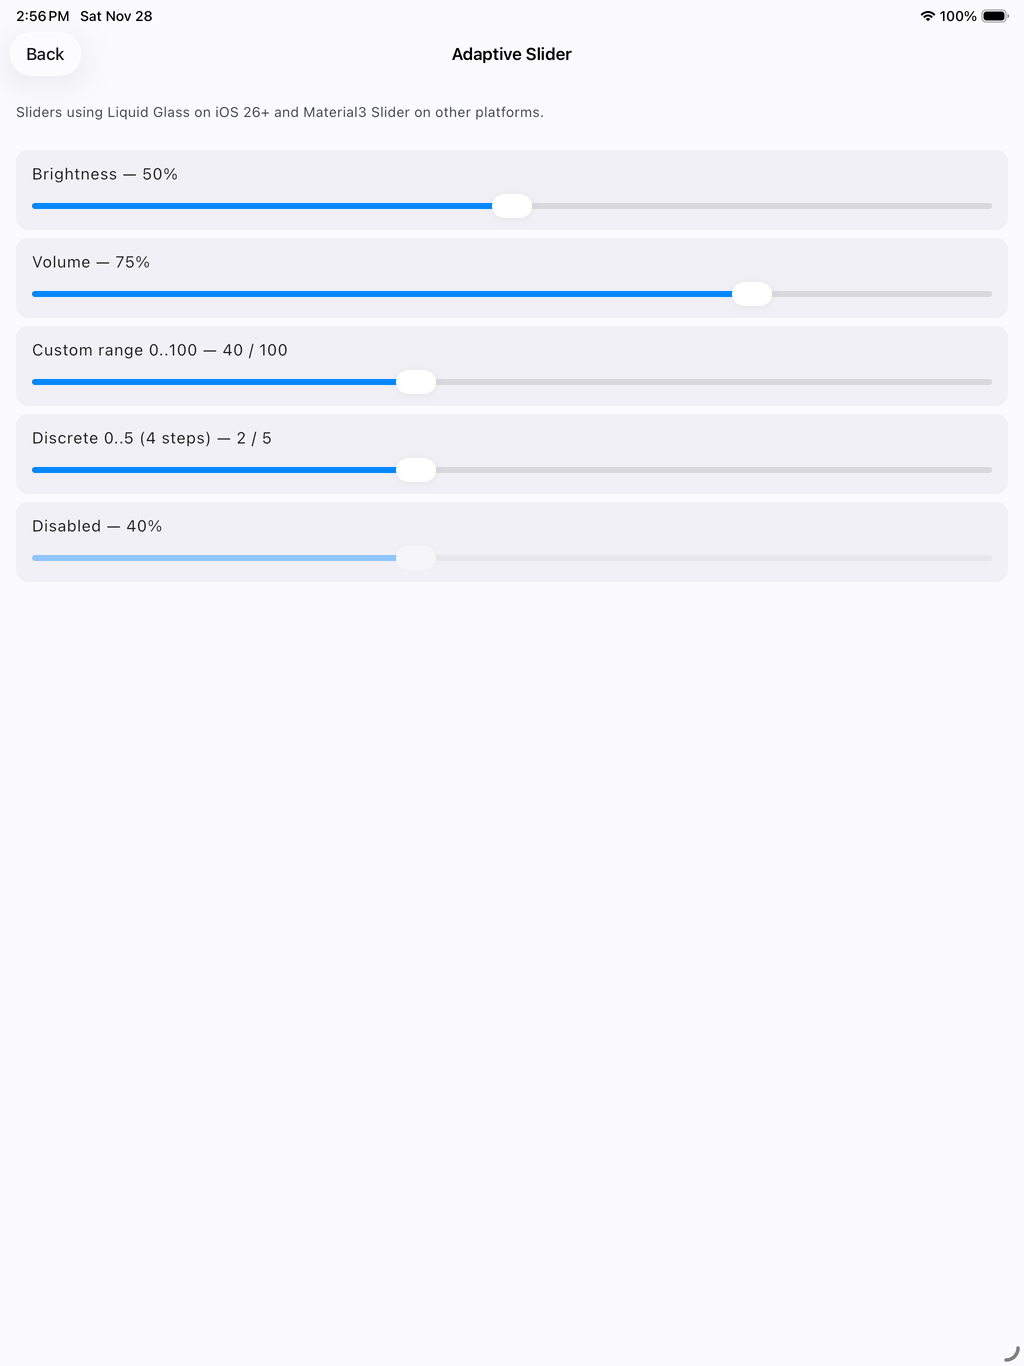 2:56 PM Sat Nov 28 100%
Back
Adaptive Slider
Sliders using Liquid Glass on iOS 26+ and Material3 Slider on other platforms.
Brightness — 50%
Volume — 75%
Custom range 0..100 — 40 / 100
Discrete 0..5 (4 steps) — 2 / 5
Disabled — 40%